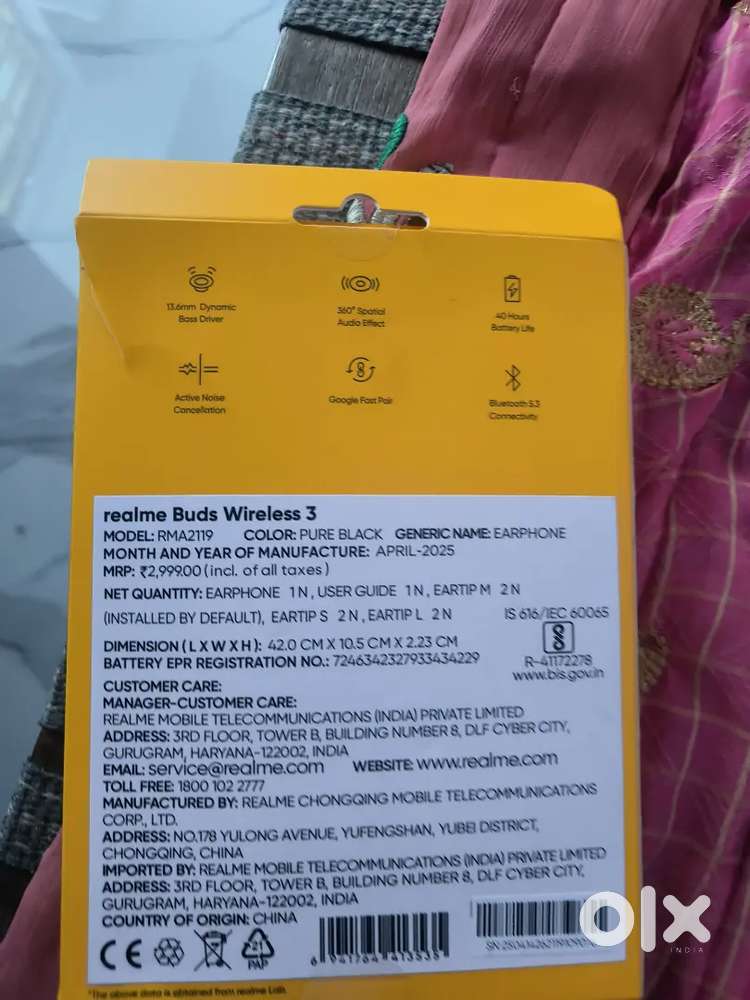 13.6mm Dynamic
Bass Driver
360° Spatial
Audio Effect
40 Hours
Battery Life
Active Noise
Cancellation
Google Fast Pair
Bluetooth 5.3
Connectivity
realme Buds Wireless 3
MODEL: RMA2119 COLOR: PURE BLACK GENERIC NAME: EARPHONE
MONTH AND YEAR OF MANUFACTURE: APRIL-2025
MRP: ₹2,999.00 (incl. of all taxes)
NET QUANTITY: EARPHONE 1 N, USER GUIDE 1 N, EARTIP M 2 N
(INSTALLED BY DEFAULT), EARTIP S 2 N, EARTIP L 2 N
IS 616/IEC 60065
R-41172278
www.bis.gov.in
DIMENSION ( L X W X H ): 42.0 CM X 10.5 CM X 2.23 CM
BATTERY EPR REGISTRATION NO.: 7246342327933434229
CUSTOMER CARE:
MANAGER-CUSTOMER CARE:
REALME MOBILE TELECOMMUNICATIONS (INDIA) PRIVATE LIMITED
ADDRESS: 3RD FLOOR, TOWER B, BUILDING NUMBER 8, DLF CYBER CITY,
GURUGRAM, HARYANA-122002, INDIA
EMAIL: service@realme.com WEBSITE: www.realme.com
TOLL FREE: 1800 102 2777
MANUFACTURED BY: REALME CHONGQING MOBILE TELECOMMUNICATIONS
CORP., LTD.
ADDRESS: NO.178 YULONG AVENUE, YUFENGSHAN, YUBEI DISTRICT,
CHONGQING, CHINA
IMPORTED BY: REALME MOBILE TELECOMMUNICATIONS (INDIA) PRIVATE LIMITED
ADDRESS: 3RD FLOOR, TOWER B, BUILDING NUMBER 8, DLF CYBER CITY,
GURUGRAM, HARYANA-122002, INDIA
COUNTRY OF ORIGIN: CHINA
CE
21
PAP
6 941764 413535
*The above data is obtained from realme Lab.
olx
INDIA